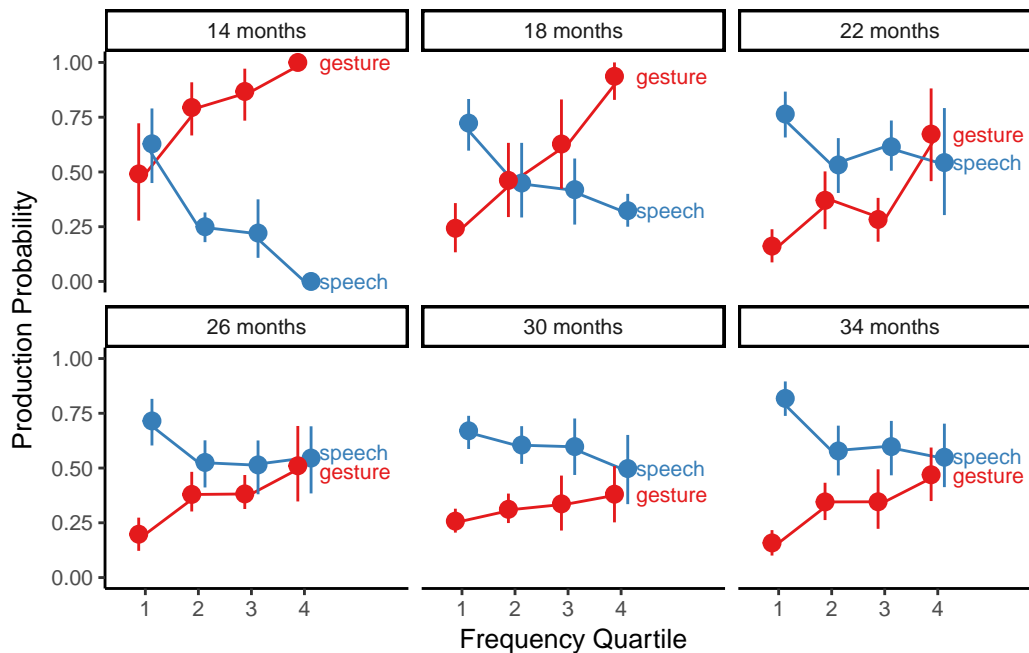 14 months
18 months
22 months
1.00
0.75
0.50
0.25
0.00
gesture
speech
gesture
speech
gesture
speech
26 months
30 months
34 months
1.00
0.75
0.50
0.25
0.00
speech
gesture
speech
gesture
speech
gesture
1 2 3 4
1 2 3 4
1 2 3 4
Production Probability
Frequency Quartile